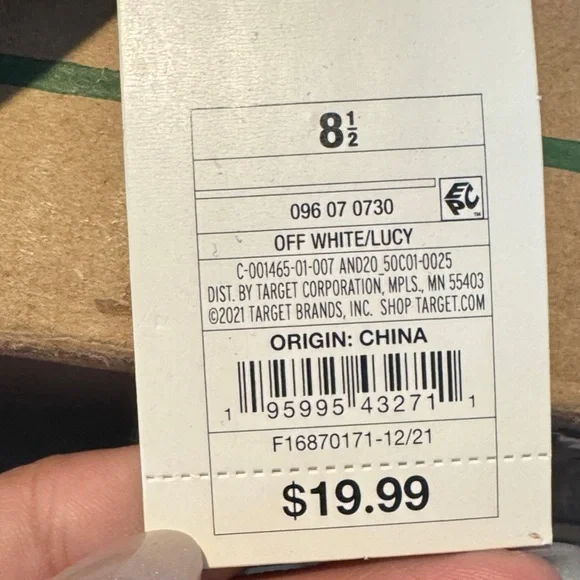 8½
EPC™
096 07 0730
OFF WHITE/LUCY
C-001465-01-007 AND20_50C01-0025
DIST. BY TARGET CORPORATION, MPLS., MN 55403
©2021 TARGET BRANDS, INC. SHOP TARGET.COM
ORIGIN: CHINA
1 95995 43271 1
F16870171-12/21
$19.99